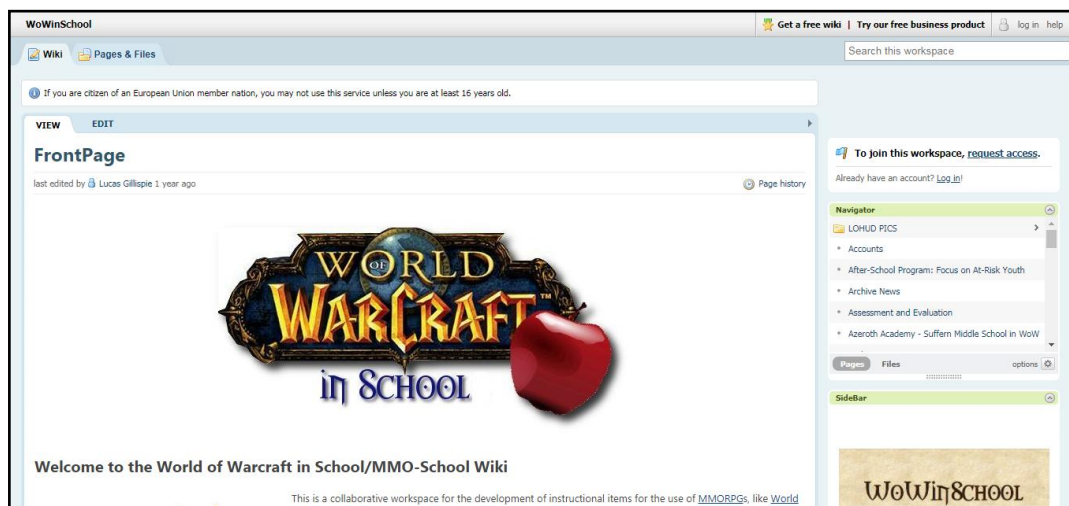 WoWinSchool
Get a free wiki | Try our free business product
log in help
Wiki
Pages & Files
Search this workspace
If you are citizen of an European Union member nation, you may not use this service unless you are at least 16 years old.
VIEW
EDIT
FrontPage
last edited by Lucas Gillispie 1 year ago
Page history
WORLD
OF
WARCRAFT
TM
in SCHOOL
Welcome to the World of Warcraft in School/MMO-School Wiki
This is a collaborative workspace for the development of instructional items for the use of MMORPGs, like World
To join this workspace, request access.
Already have an account? Log in!
Navigator
LOHUD PICS
Accounts
After-School Program: Focus on At-Risk Youth
Archive News
Assessment and Evaluation
Azeroth Academy - Suffern Middle School in WoW
Pages
Files
options
SideBar
WoWinSCHOOL